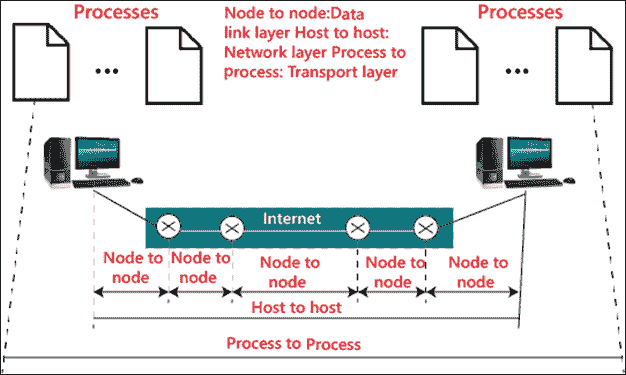 Processes
Node to node:Data
link layer Host to host:
Network layer Process to
process: Transport layer
Processes
Internet
Node to
node
Node to
node
Node to
node
Node to
node
Node to
node
Host to host
Process to Process